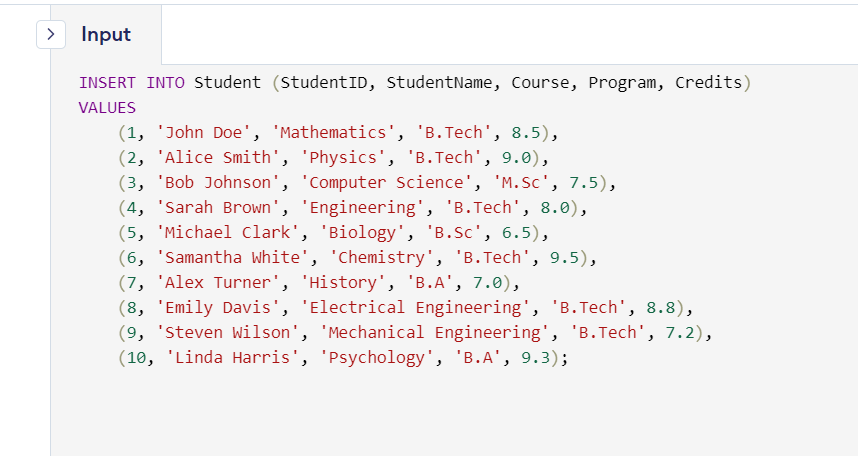 Input
INSERT INTO Student (StudentID, StudentName, Course, Program, Credits)
VALUES
(1, 'John Doe', 'Mathematics', 'B.Tech', 8.5),
(2, 'Alice Smith', 'Physics', 'B.Tech', 9.0),
(3, 'Bob Johnson', 'Computer Science', 'M.Sc', 7.5),
(4, 'Sarah Brown', 'Engineering', 'B.Tech', 8.0),
(5, 'Michael Clark', 'Biology', 'B.Sc', 6.5),
(6, 'Samantha White', 'Chemistry', 'B.Tech', 9.5),
(7, 'Alex Turner', 'History', 'B.A', 7.0),
(8, 'Emily Davis', 'Electrical Engineering', 'B.Tech', 8.8),
(9, 'Steven Wilson', 'Mechanical Engineering', 'B.Tech', 7.2),
(10, 'Linda Harris', 'Psychology', 'B.A', 9.3);